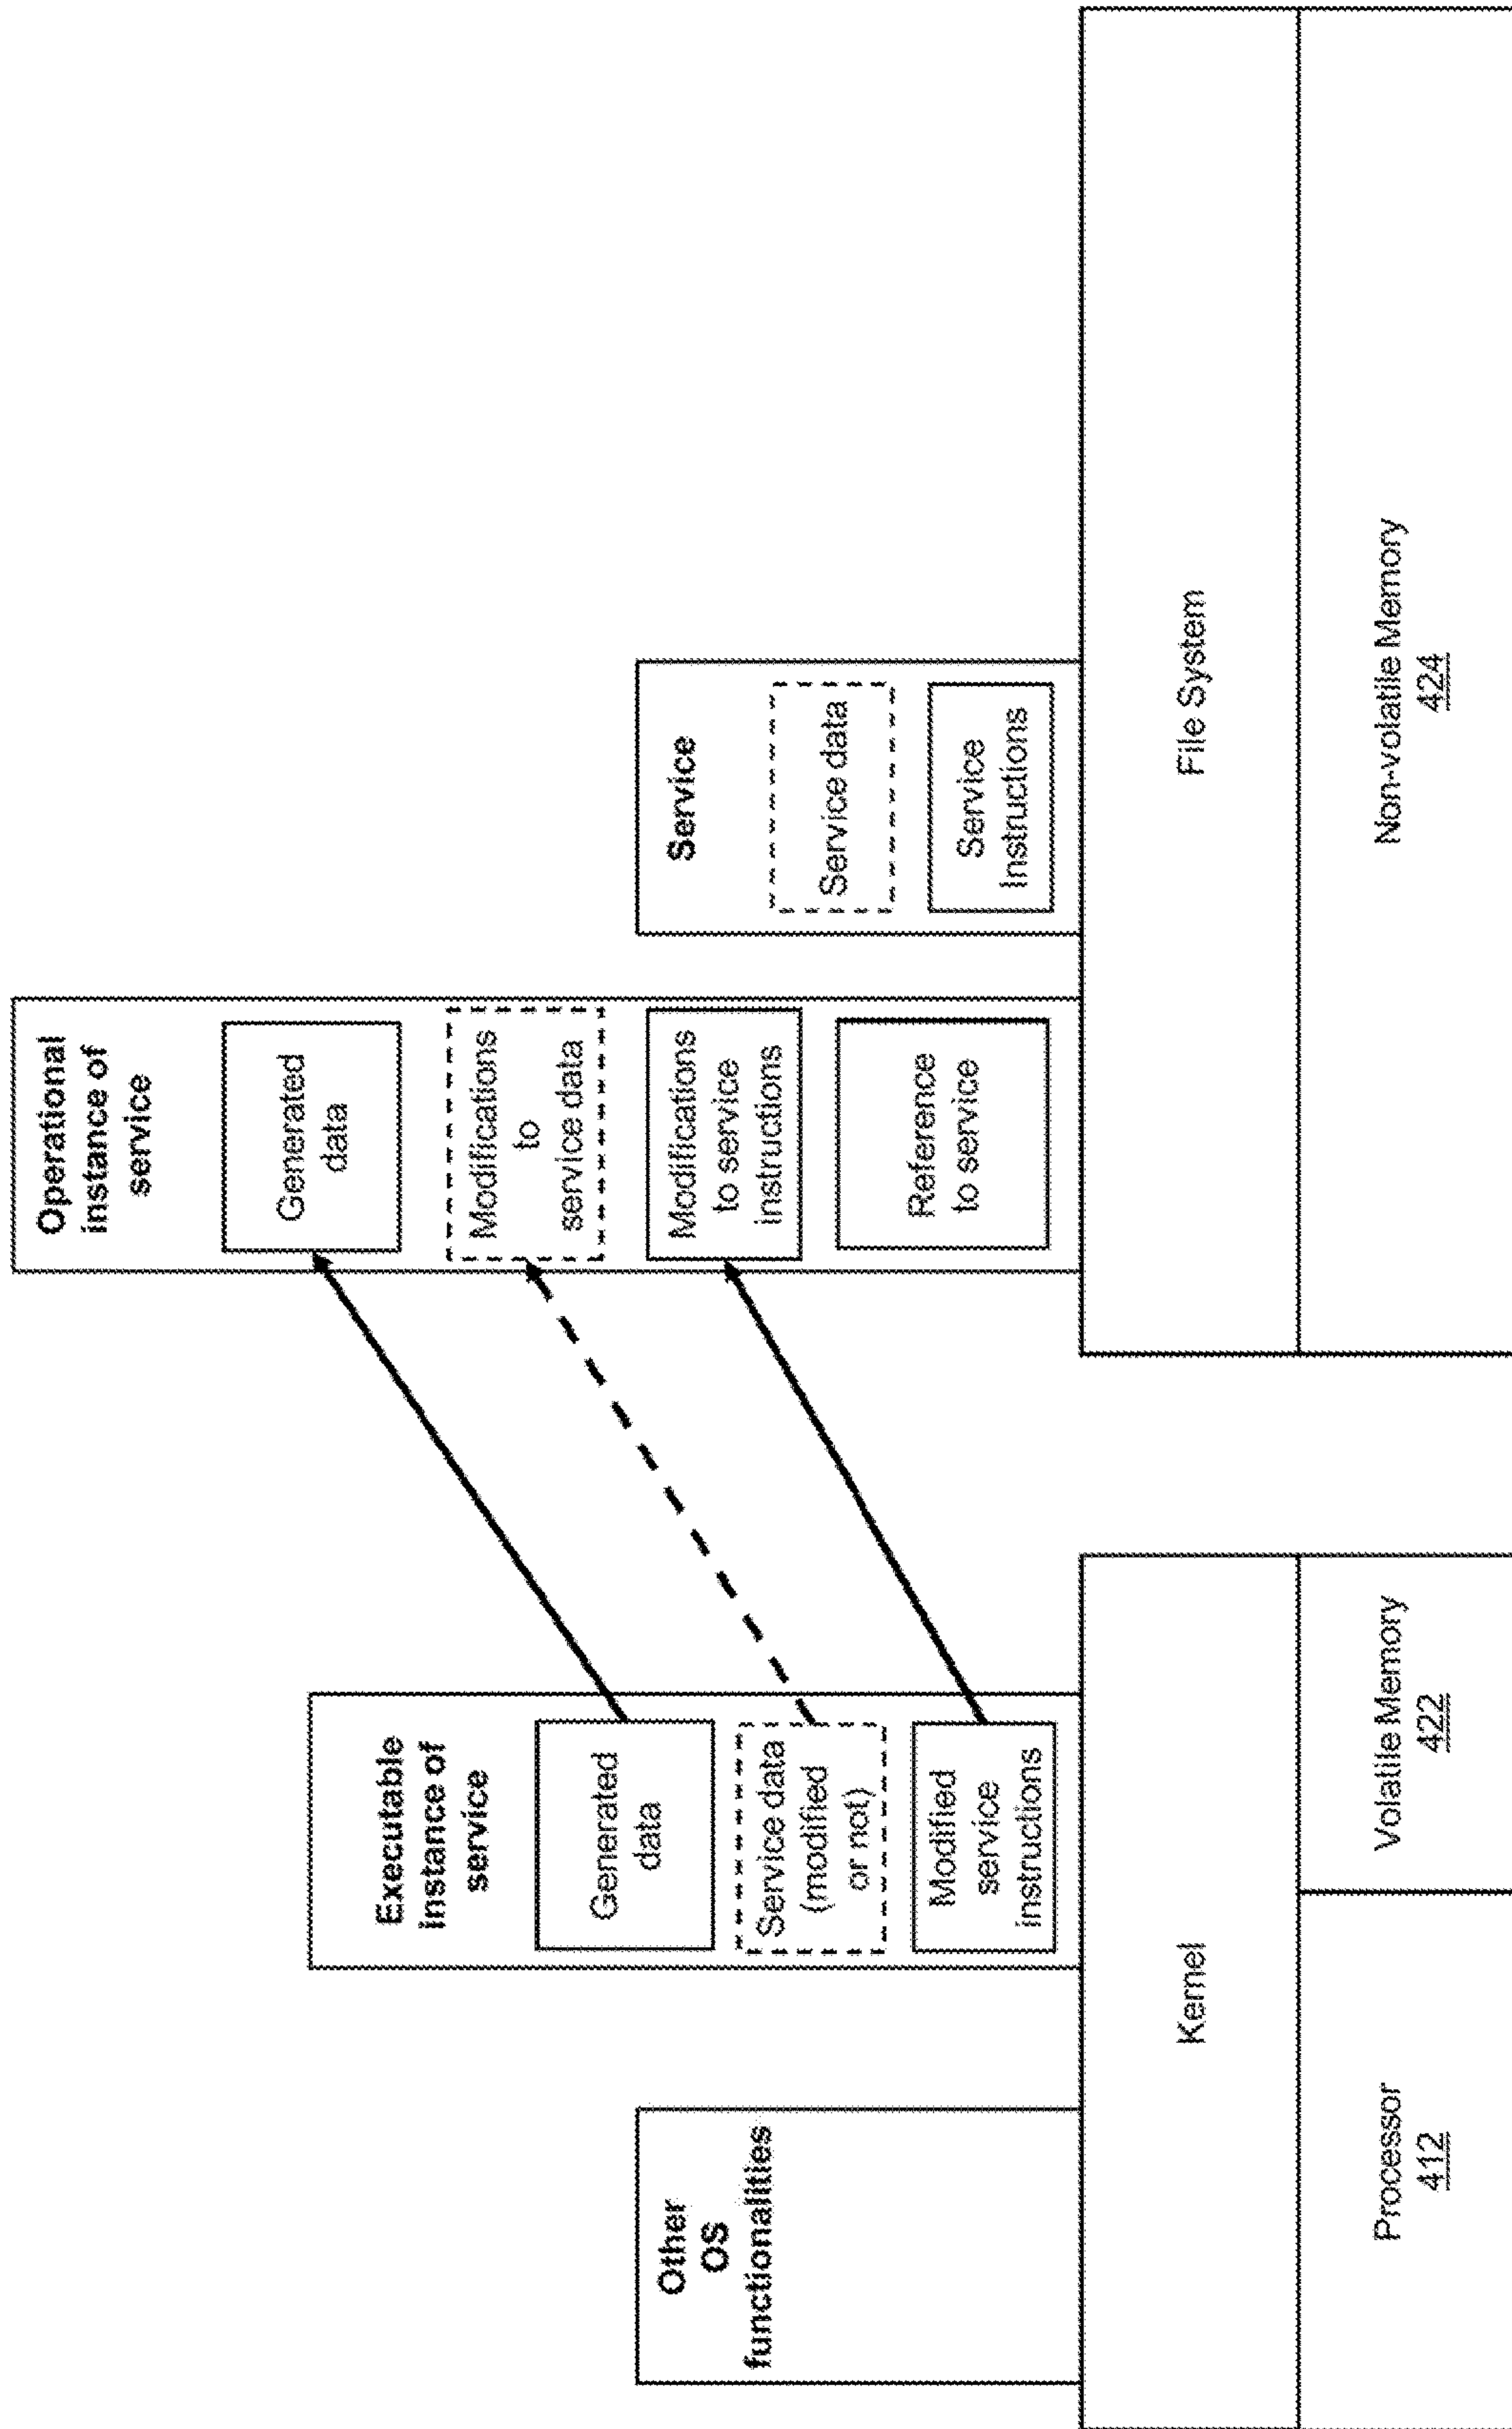 Other
OS
functionalities
Executable
instance of
service
Generated
data
Service data
(modified
or not)
Modified
service
instructions
Kernel
Processor
412
Volatile Memory
422
Operational
instance of
service
Generated
data
Modifications
to
service data
Modifications
to service
instructions
Reference
to service
Service
Service data
Service
Instructions
File System
Non-volatile Memory
424